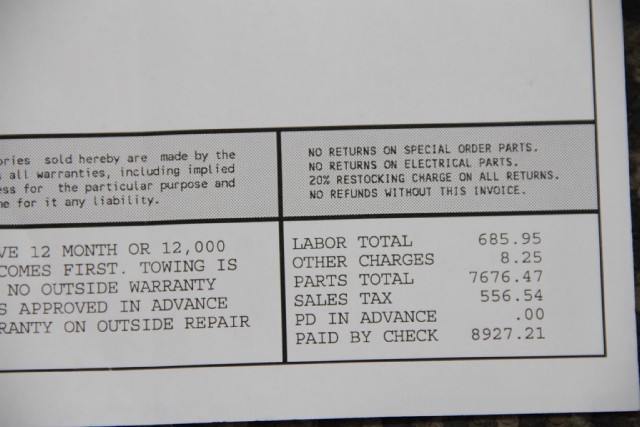 ories sold hereby are made by the
all warranties, including implied
ess for the particular purpose and
me for it any liability.
NO RETURNS ON SPECIAL ORDER PARTS.
NO RETURNS ON ELECTRICAL PARTS.
20% RESTOCKING CHARGE ON ALL RETURNS.
NO REFUNDS WITHOUT THIS INVOICE.
VE 12 MONTH OR 12,000
COMES FIRST. TOWING IS
NO OUTSIDE WARRANTY
S APPROVED IN ADVANCE
RANTY ON OUTSIDE REPAIR
LABOR TOTAL 685.95
OTHER CHARGES 8.25
PARTS TOTAL 7676.47
SALES TAX 556.54
PD IN ADVANCE .00
PAID BY CHECK 8927.21